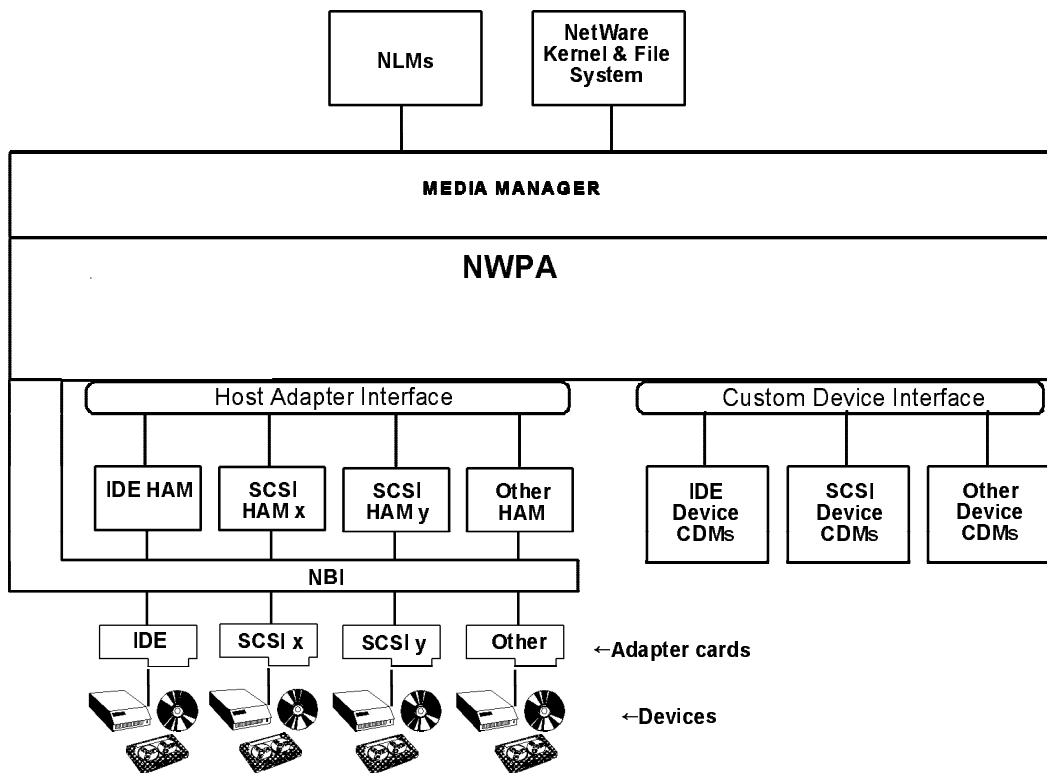 NLMs
NetWare
Kernel & File
System
MEDIA MANAGER
NWPA
Host Adapter Interface
Custom Device Interface
IDE HAM
SCSI
HAM x
SCSI
HAM y
Other
HAM
IDE
Device
CDMs
SCSI
Device
CDMs
Other
Device
CDMs
NBI
IDE
SCSI x
SCSI y
Other
←Adapter cards
←Devices